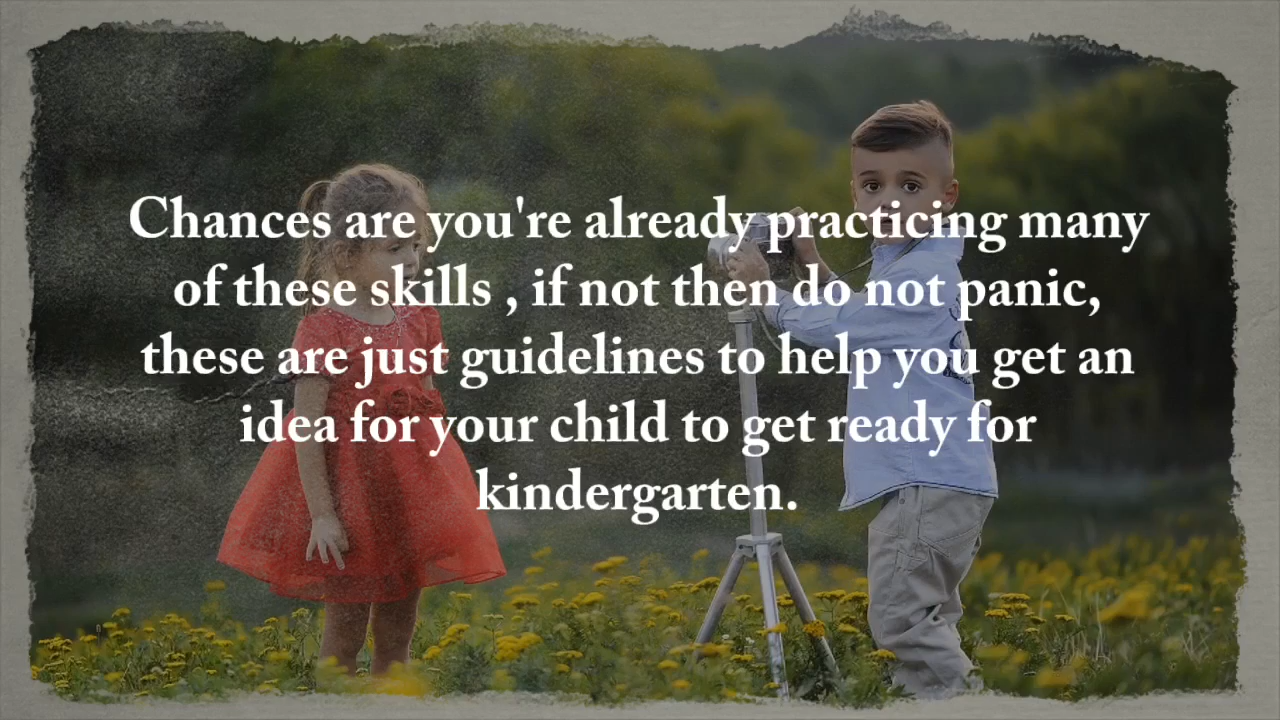 Chances are you're already practicing many
of these skills , if not then do not panic,
these are just guidelines to help you get an
idea for your child to get ready for
kindergarten.